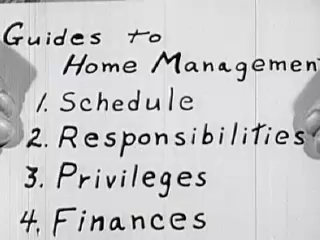 Guides to
Home Managemen
1. Schedule
2. Responsibilities
3. Privileges
4. Finances